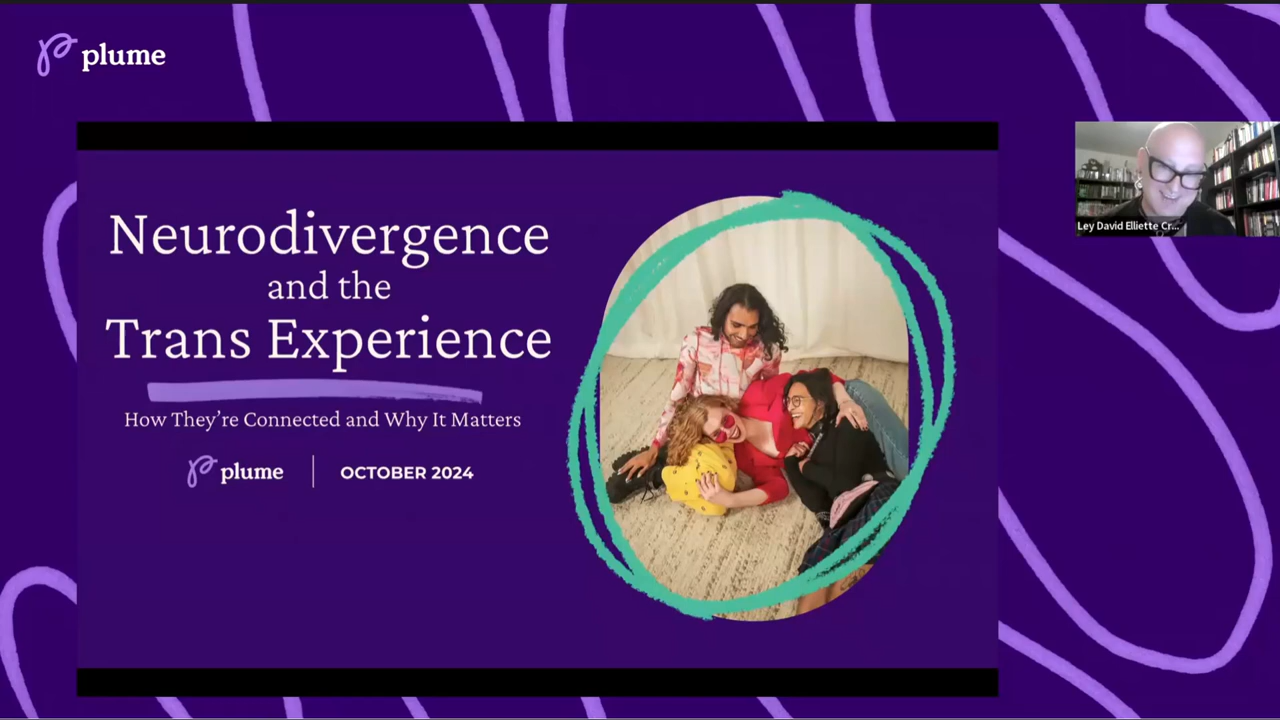 plume
Neurodivergence
and the
Trans Experience
How They're Connected and Why It Matters
plume | OCTOBER 2024
Ley David Elliette Cr...